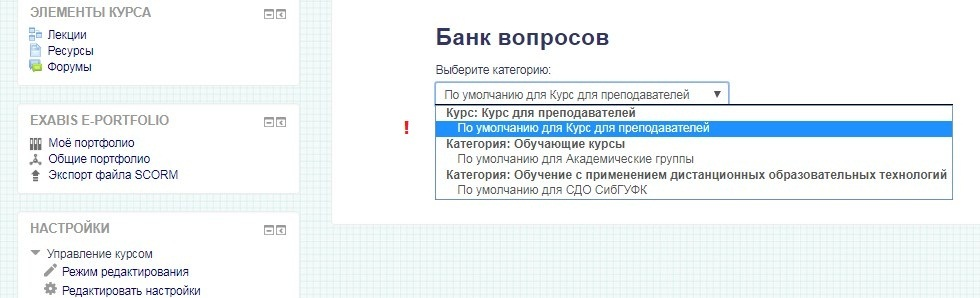 ЭЛЕМЕНТЫ КУРСА
Лекции
Ресурсы
Форумы
EXABIS E-PORTFOLIO
Моё портфолио
Общие портфолио
Экспорт файла SCORM
НАСТРОЙКИ
Управление курсом
Режим редактирования
Редактировать настройки
Банк вопросов
Выберите категорию:
По умолчанию для Курс для преподавателей
Курс: Курс для преподавателей
! По умолчанию для Курс для преподавателей
Категория: Обучающие курсы
По умолчанию для Академические группы
Категория: Обучение с применением дистанционных образовательных технологий
По умолчанию для СДО СибГУФК